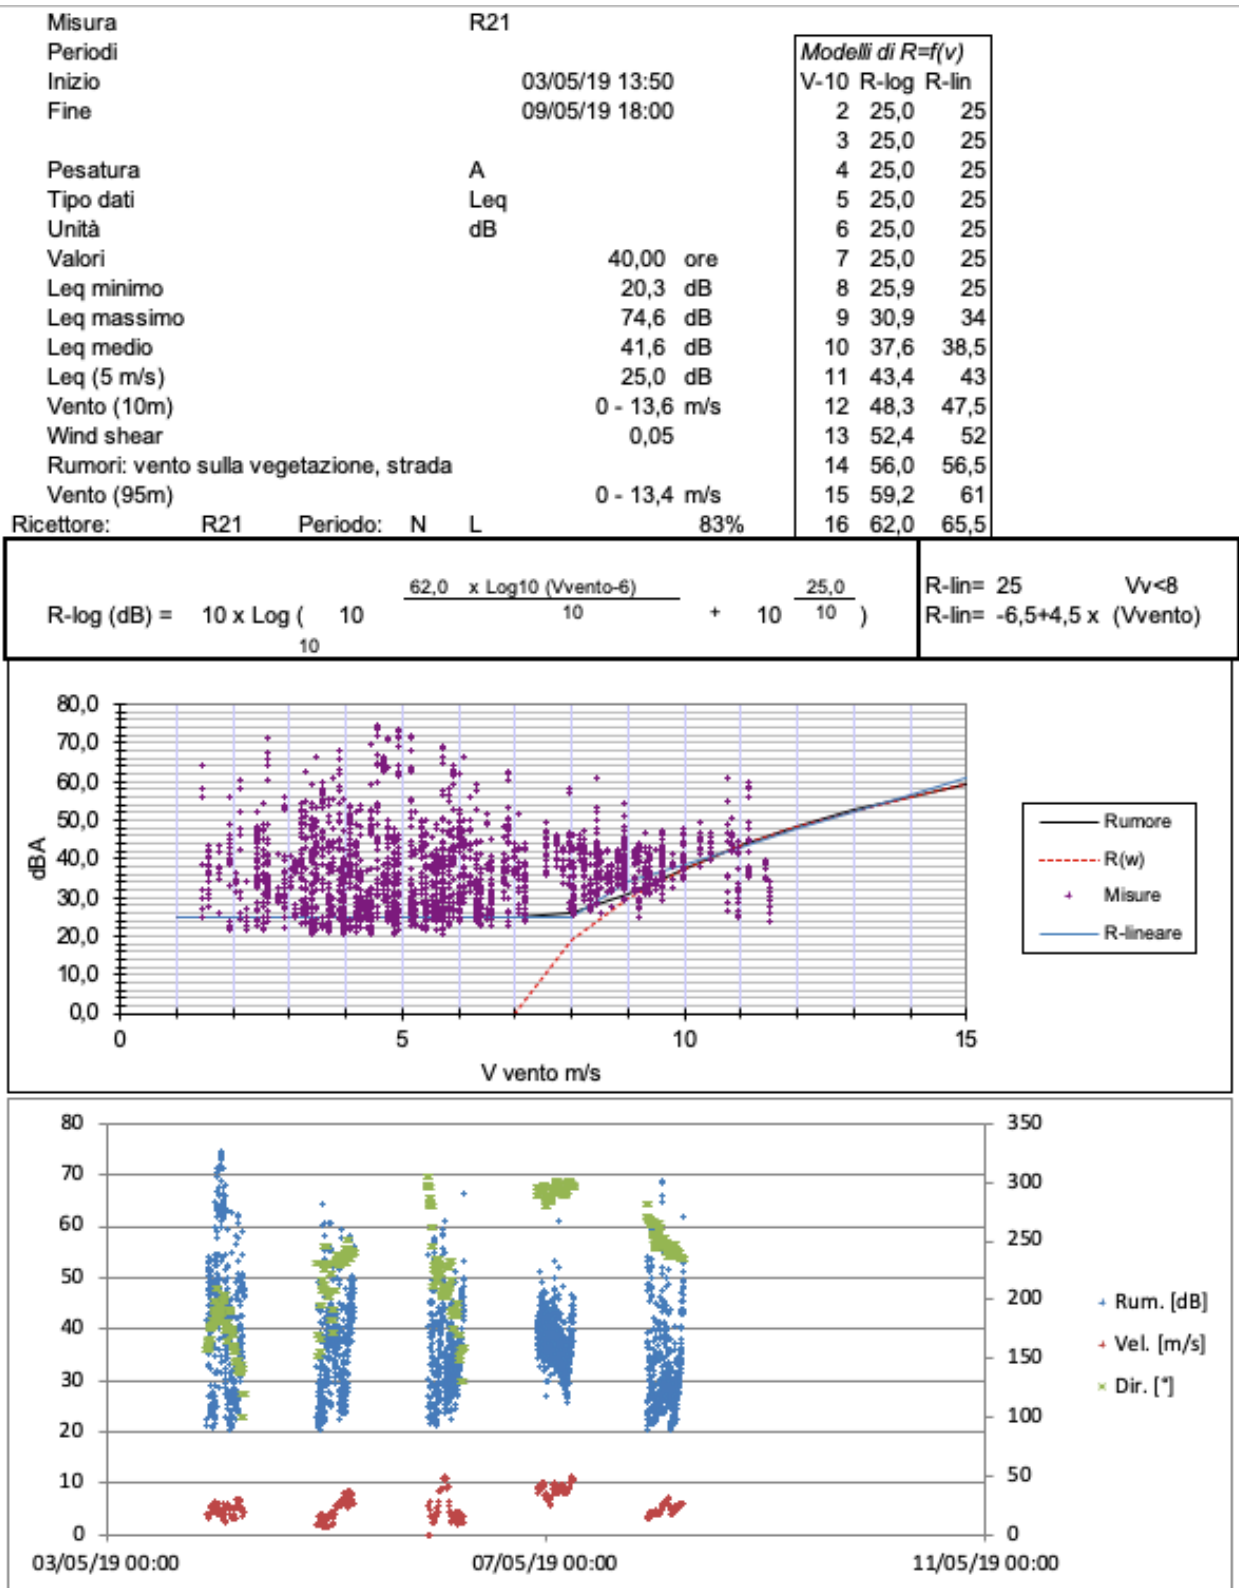 Misura R21
Periodi Modelli di R=f(v)
Inizio 03/05/19 13:50 V-10 R-log R-lin
Fine 09/05/19 18:00 2 25,0 25
3 25,0 25
Pesatura A 4 25,0 25
Tipo dati Leq 5 25,0 25
Unità dB 6 25,0 25
Valori 40,00 ore 7 25,0 25
Leq minimo 20,3 dB 8 25,9 25
Leq massimo 74,6 dB 9 30,9 34
Leq medio 41,6 dB 10 37,6 38,5
Leq (5 m/s) 25,0 dB 11 43,4 43
Vento (10m) 0 - 13,6 m/s 12 48,3 47,5
Wind shear 0,05 13 52,4 52
Rumori: vento sulla vegetazione, strada 14 56,0 56,5
Vento (95m) 0 - 13,4 m/s 15 59,2 61
Ricettore: R21 Periodo: N L 83% 16 62,0 65,5
62,0 x Log10 (Vvento-6) 25,0 R-lin= 25 Vv<8
R-log (dB) = 10 x Log ( 10 10 + 10 10 ) R-lin= -6,5+4,5 x (Vvento)
10
80,0
70,0
60,0
50,0
40,0
30,0
20,0
10,0
0,0
dBA
0 5 10 15
V vento m/s
Rumore
R(w)
Misure
R-lineare
80 350
70 300
60 250
50
40 200
30 150
20 100
10 50
0 0
03/05/19 00:00 07/05/19 00:00 11/05/19 00:00
Rum. [dB]
Vel. [m/s]
Dir. [°]